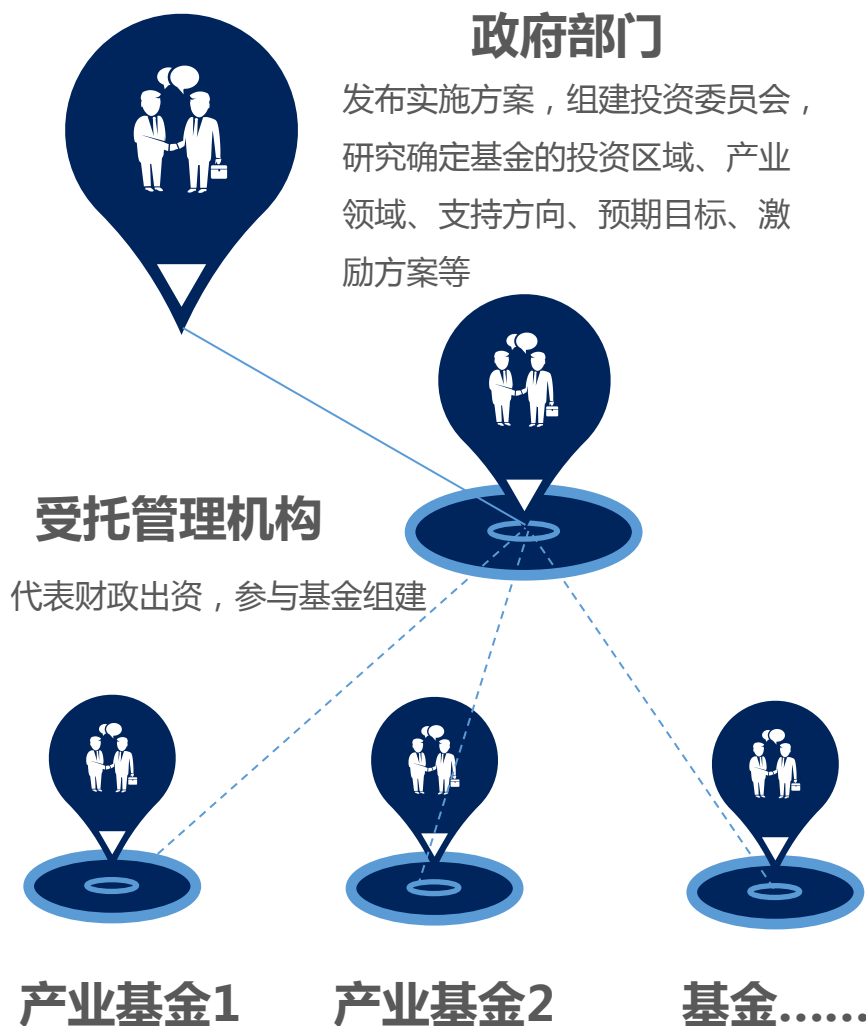 政府部门
发布实施方案，组建投资委员会，
研究确定基金的投资区域、产业
领域、支持方向、预期目标、激
励方案等
受托管理机构
代表财政出资，参与基金组建
产业基金1
产业基金2
基金……